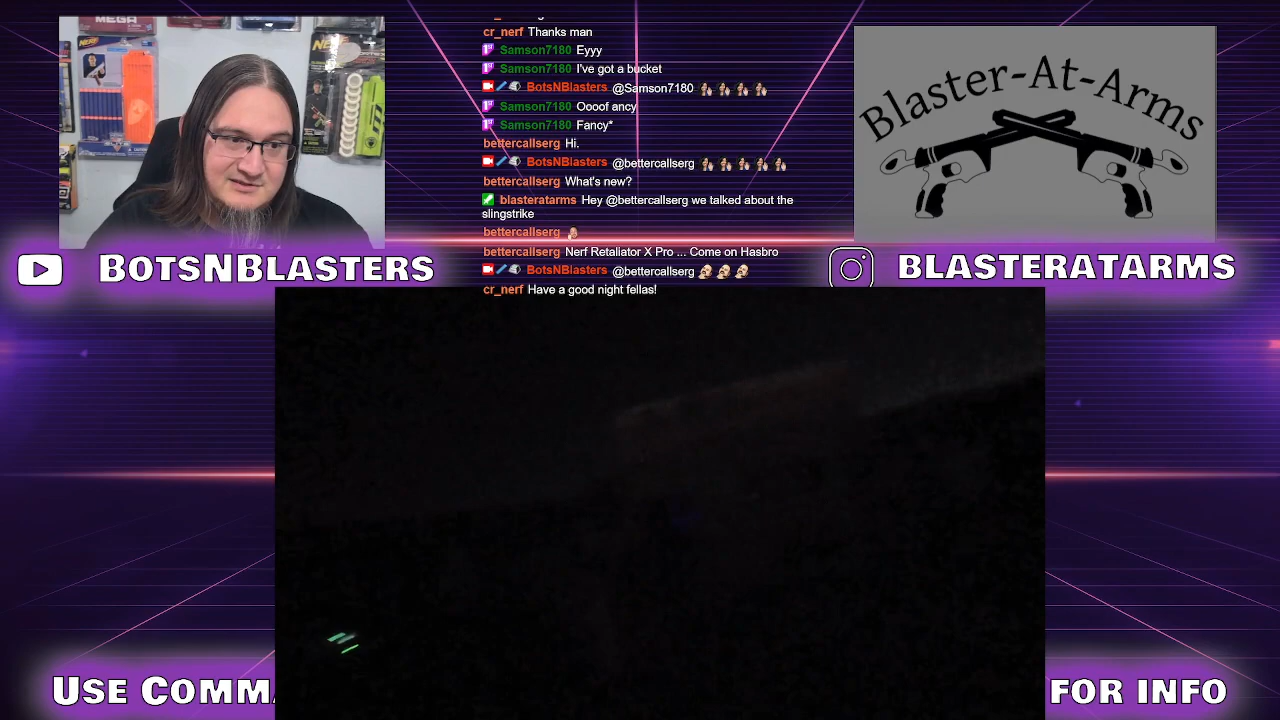 MEGA
NERF
NERF
cr_nerf Thanks man
Samson7180 Eyyy
Samson7180 I've got a bucket
BotsNBlasters @Samson7180
Samson7180 Oooof ancy
Samson7180 Fancy*
bettercallserg Hi.
BotsNBlasters @bettercallserg
bettercallserg What's new?
blasteratarms Hey @bettercallserg we talked about the
slingstrike
bettercallserg
bettercallserg Nerf Retaliator X Pro ... Come on Hasbro
BotsNBlasters @bettercallserg
cr_nerf Have a good night fellas!
Blaster-At-Arms
BotsNBlasters
BLASTERATARMS
Use Comma
for info